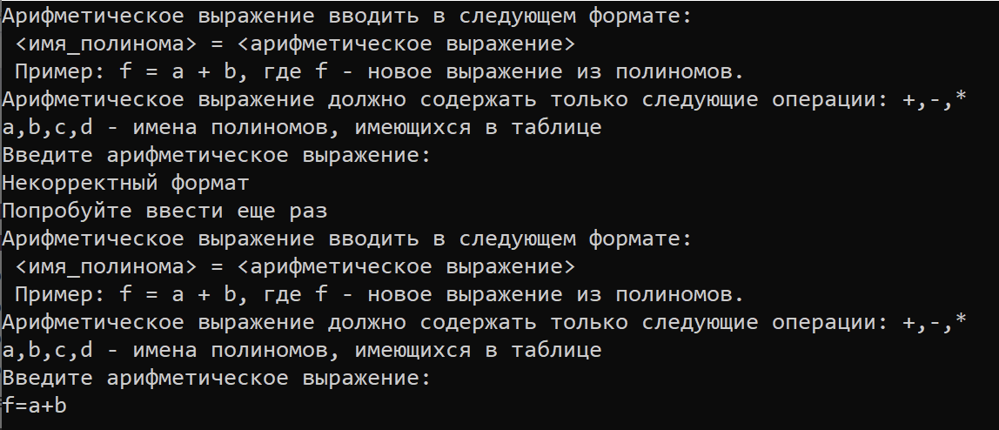 Арифметическое выражение вводить в следующем формате:
<имя_полинома> = <арифметическое выражение>
Пример: f = a + b, где f - новое выражение из полиномов.
Арифметическое выражение должно содержать только следующие операции: +,-,*
a,b,c,d - имена полиномов, имеющихся в таблице
Введите арифметическое выражение:
Некорректный формат
Попробуйте ввести еще раз
Арифметическое выражение вводить в следующем формате:
<имя_полинома> = <арифметическое выражение>
Пример: f = a + b, где f - новое выражение из полиномов.
Арифметическое выражение должно содержать только следующие операции: +,-,*
a,b,c,d - имена полиномов, имеющихся в таблице
Введите арифметическое выражение:
f=a+b